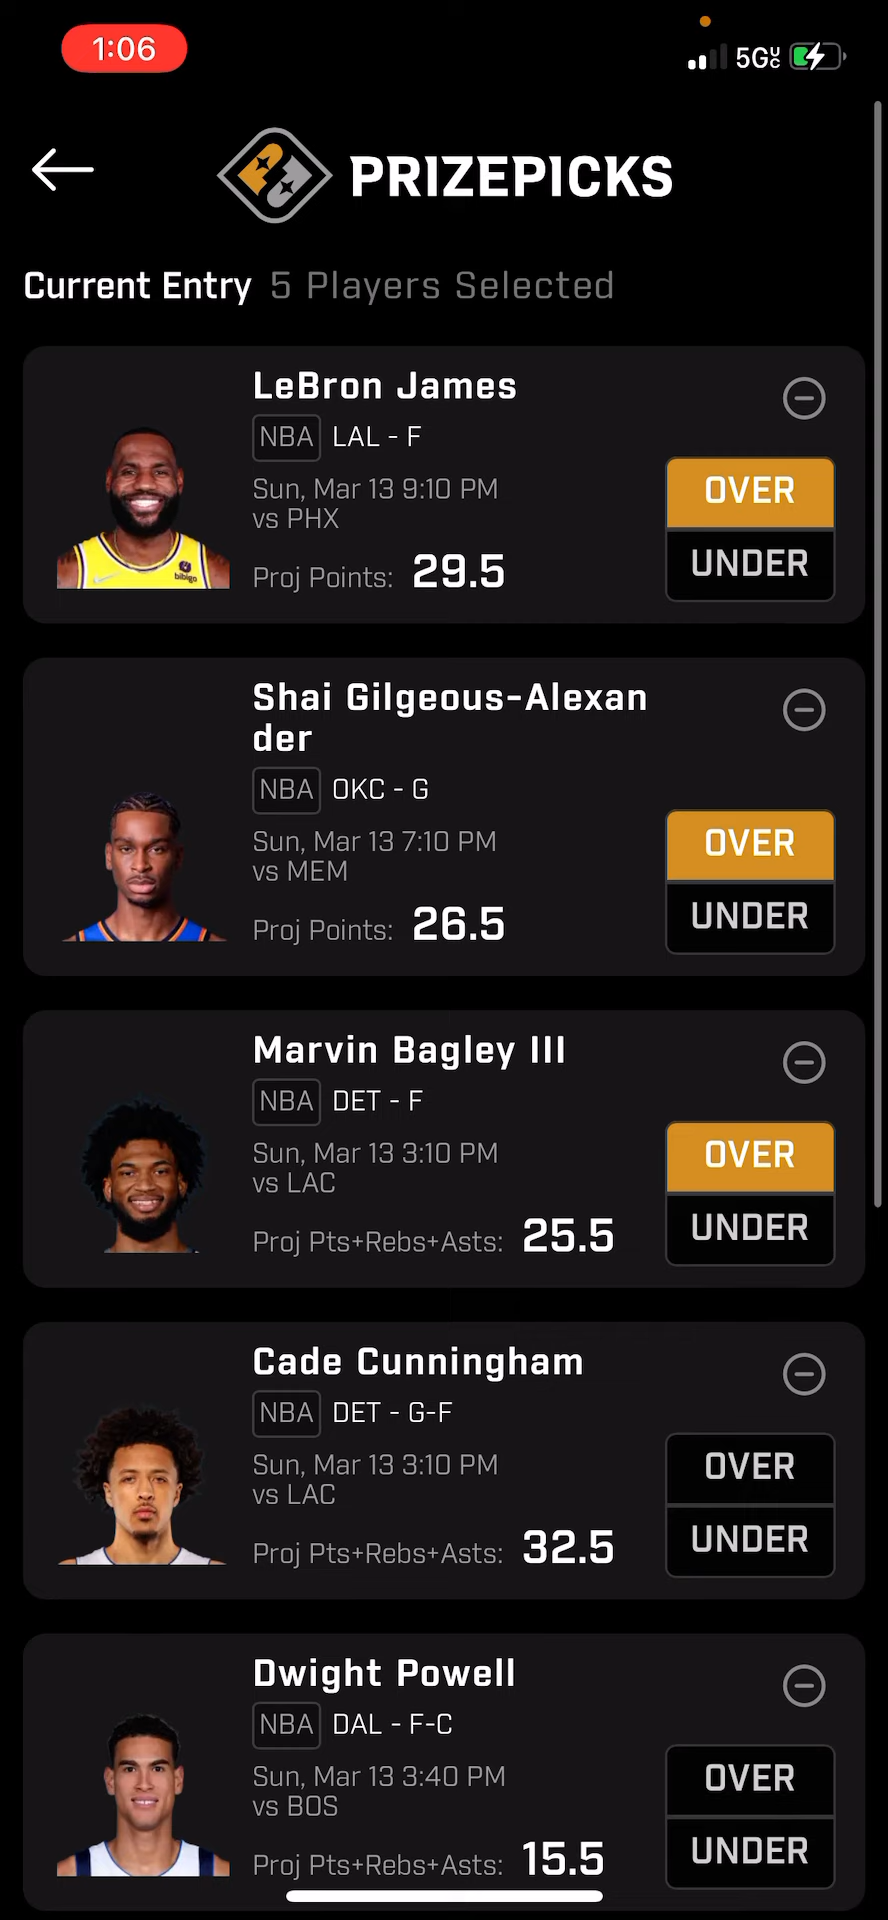 1:06
5GUC
PRIZEPICKS
Current Entry 5 Players Selected
LeBron James
NBA LAL - F
Sun, Mar 13 9:10 PM
vs PHX
Proj Points: 29.5
OVER
UNDER
bibigo
Shai Gilgeous-Alexan
der
NBA OKC - G
Sun, Mar 13 7:10 PM
vs MEM
Proj Points: 26.5
OVER
UNDER
Marvin Bagley III
NBA DET - F
Sun, Mar 13 3:10 PM
vs LAC
Proj Pts+Rebs+Asts: 25.5
OVER
UNDER
Cade Cunningham
NBA DET - G-F
Sun, Mar 13 3:10 PM
vs LAC
Proj Pts+Rebs+Asts: 32.5
OVER
UNDER
Dwight Powell
NBA DAL - F-C
Sun, Mar 13 3:40 PM
vs BOS
Proj Pts+Rebs+Asts: 15.5
OVER
UNDER